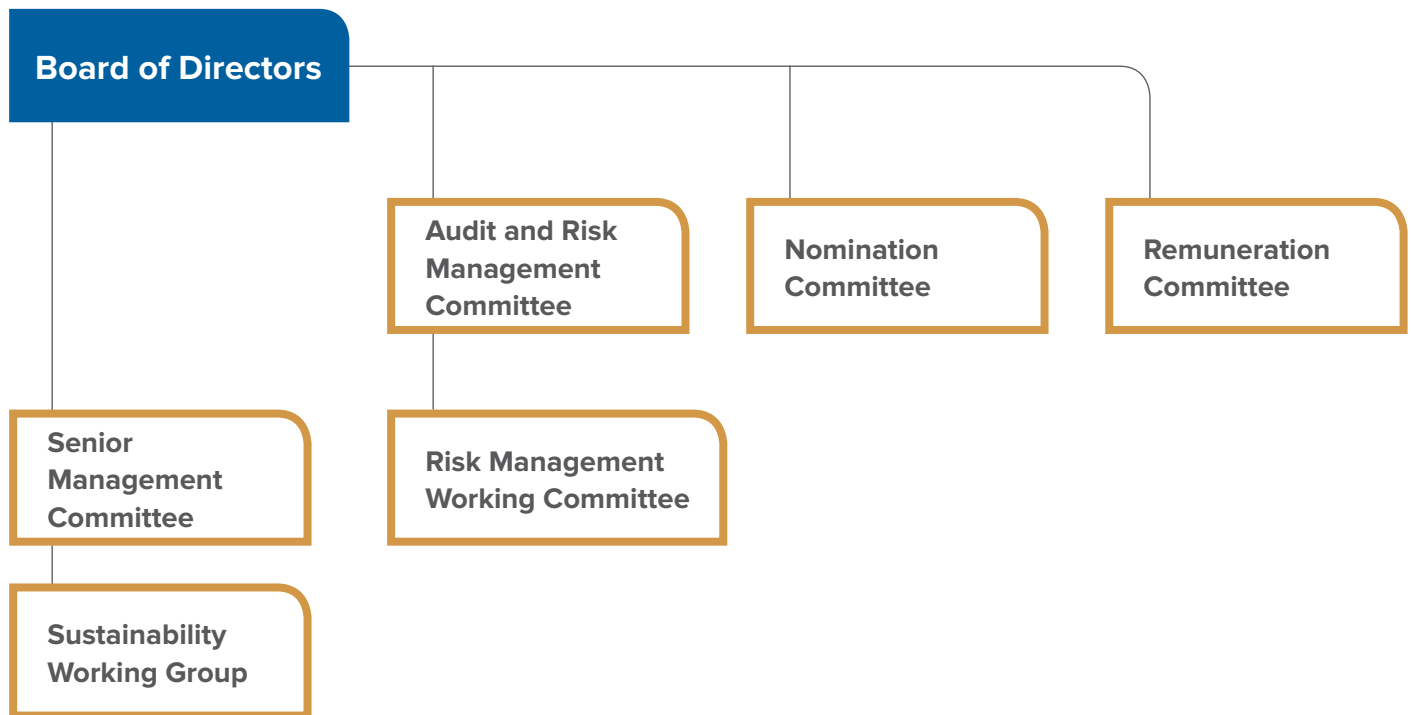 Board of Directors
Audit and Risk
Management
Committee
Nomination
Committee
Remuneration
Committee
Senior
Management
Committee
Risk Management
Working Committee
Sustainability
Working Group